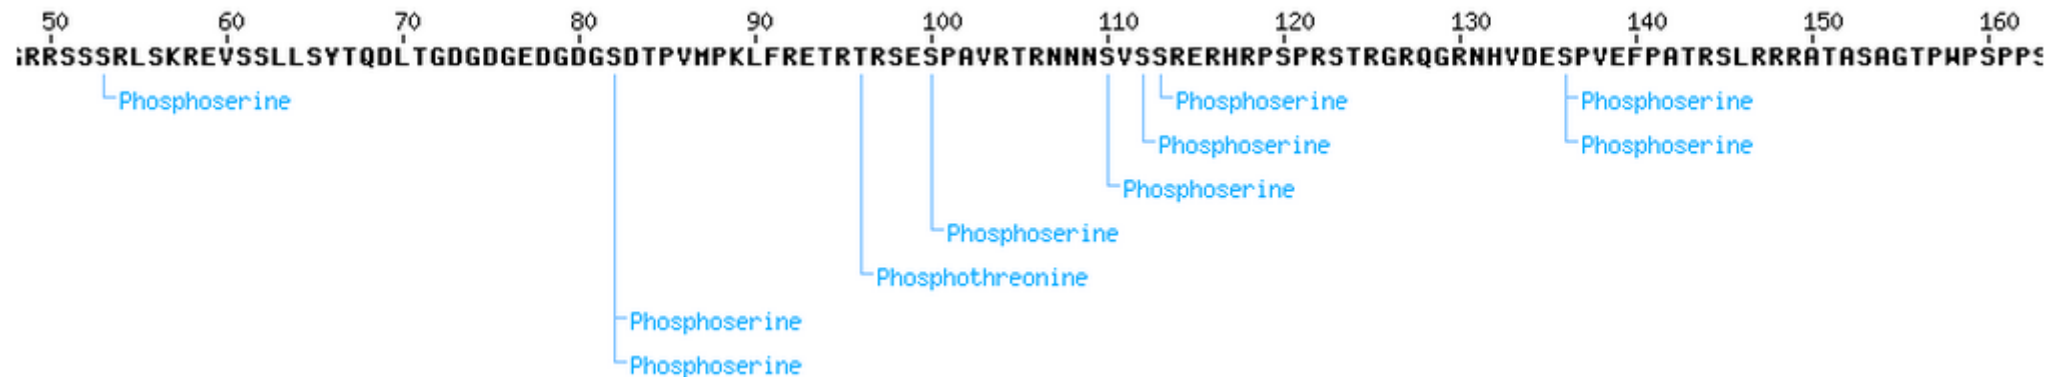 50 60 70 80 90 100 110 120 130 140 150 160
GRRSSSRLSKREVSSLLSYTQDLTGDGDGEDGDGSDTPVMPKLFRETRTRSESPAVRTRNNNSVSSRERHRPSPRSTRGRQGRNHVDESPVEFPATRSLRRRATASAGTPWPSPPS
Phosphoserine Phosphoserine Phosphoserine
Phosphoserine Phosphoserine
Phosphoserine
Phosphoserine
Phosphothreonine
Phosphoserine
Phosphoserine